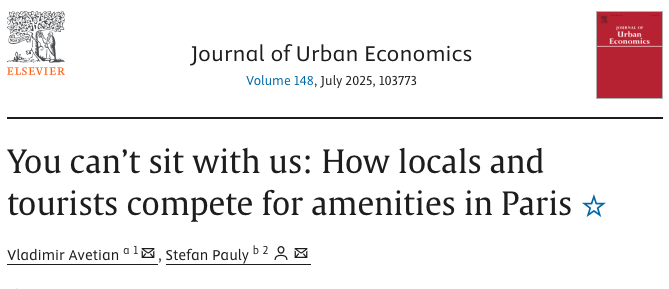 Journal of Urban Economics
Volume 148, July 2025, 103773
ELSEVIER
JOURNAL OF
Urban
Economics
You can’t sit with us: How locals and
tourists compete for amenities in Paris ☆
Vladimir Avetian a 1, Stefan Pauly b 2